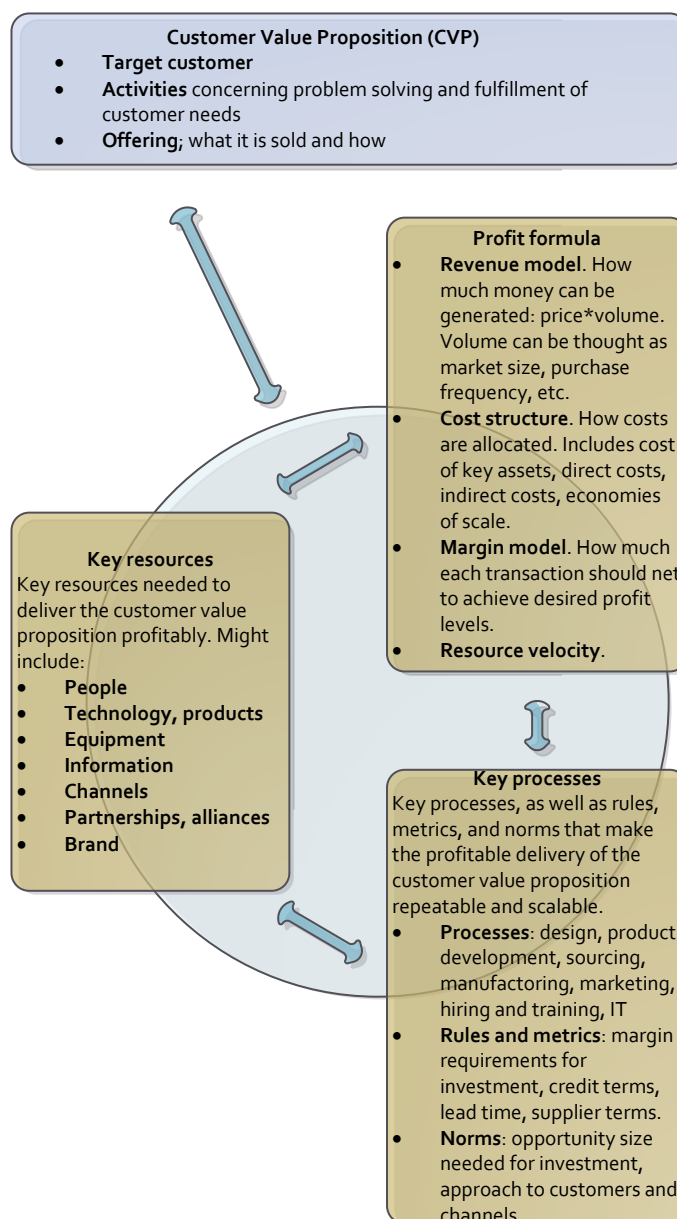 Customer Value Proposition (CVP)
• Target customer
• Activities concerning problem solving and fulfillment of
customer needs
• Offering; what it is sold and how
Profit formula
• Revenue model. How
much money can be
generated: price*volume.
Volume can be thought as
market size, purchase
frequency, etc.
• Cost structure. How costs
are allocated. Includes cost
of key assets, direct costs,
indirect costs, economies
of scale.
• Margin model. How much
each transaction should net
to achieve desired profit
levels.
• Resource velocity.
Key resources
Key resources needed to
deliver the customer value
proposition profitably. Might
include:
• People
• Technology, products
• Equipment
• Information
• Channels
• Partnerships, alliances
• Brand
Key processes
Key processes, as well as rules,
metrics, and norms that make
the profitable delivery of the
customer value proposition
repeatable and scalable.
• Processes: design, product
development, sourcing,
manufactoring, marketing,
hiring and training, IT
• Rules and metrics: margin
requirements for
investment, credit terms,
lead time, supplier terms.
• Norms: opportunity size
needed for investment,
approach to customers and
channels